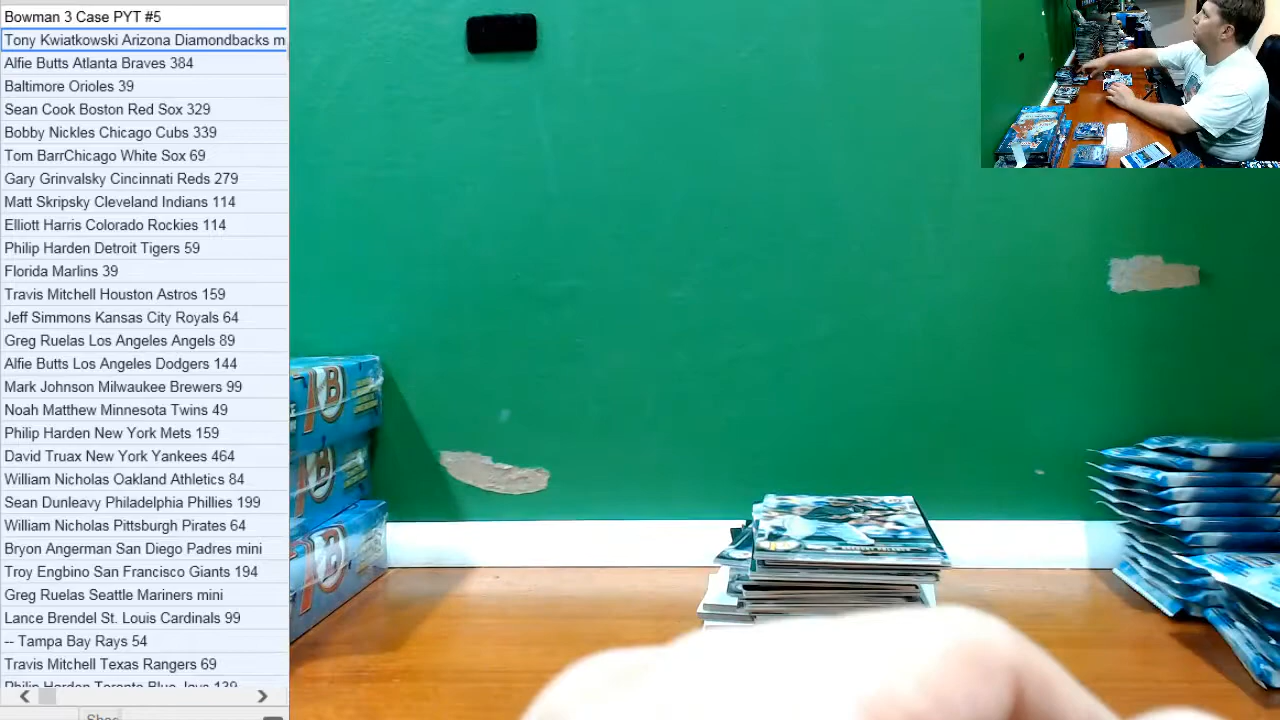 Bowman 3 Case PYT #5
Tony Kwiatkowski Arizona Diamondbacks m
Alfie Butts Atlanta Braves 384
Baltimore Orioles 39
Sean Cook Boston Red Sox 329
Bobby Nickles Chicago Cubs 339
Tom BarrChicago White Sox 69
Gary Grinvalsky Cincinnati Reds 279
Matt Skripsky Cleveland Indians 114
Elliott Harris Colorado Rockies 114
Philip Harden Detroit Tigers 59
Florida Marlins 39
Travis Mitchell Houston Astros 159
Jeff Simmons Kansas City Royals 64
Greg Ruelas Los Angeles Angels 89
Alfie Butts Los Angeles Dodgers 144
Mark Johnson Milwaukee Brewers 99
Noah Matthew Minnesota Twins 49
Philip Harden New York Mets 159
David Truax New York Yankees 464
William Nicholas Oakland Athletics 84
Sean Dunleavy Philadelphia Phillies 199
William Nicholas Pittsburgh Pirates 64
Bryon Angerman San Diego Padres mini
Troy Engbino San Francisco Giants 194
Greg Ruelas Seattle Mariners mini
Lance Brendel St. Louis Cardinals 99
-- Tampa Bay Rays 54
Travis Mitchell Texas Rangers 69
Philip Harden Toronto Blue Jays 139
B
B
B